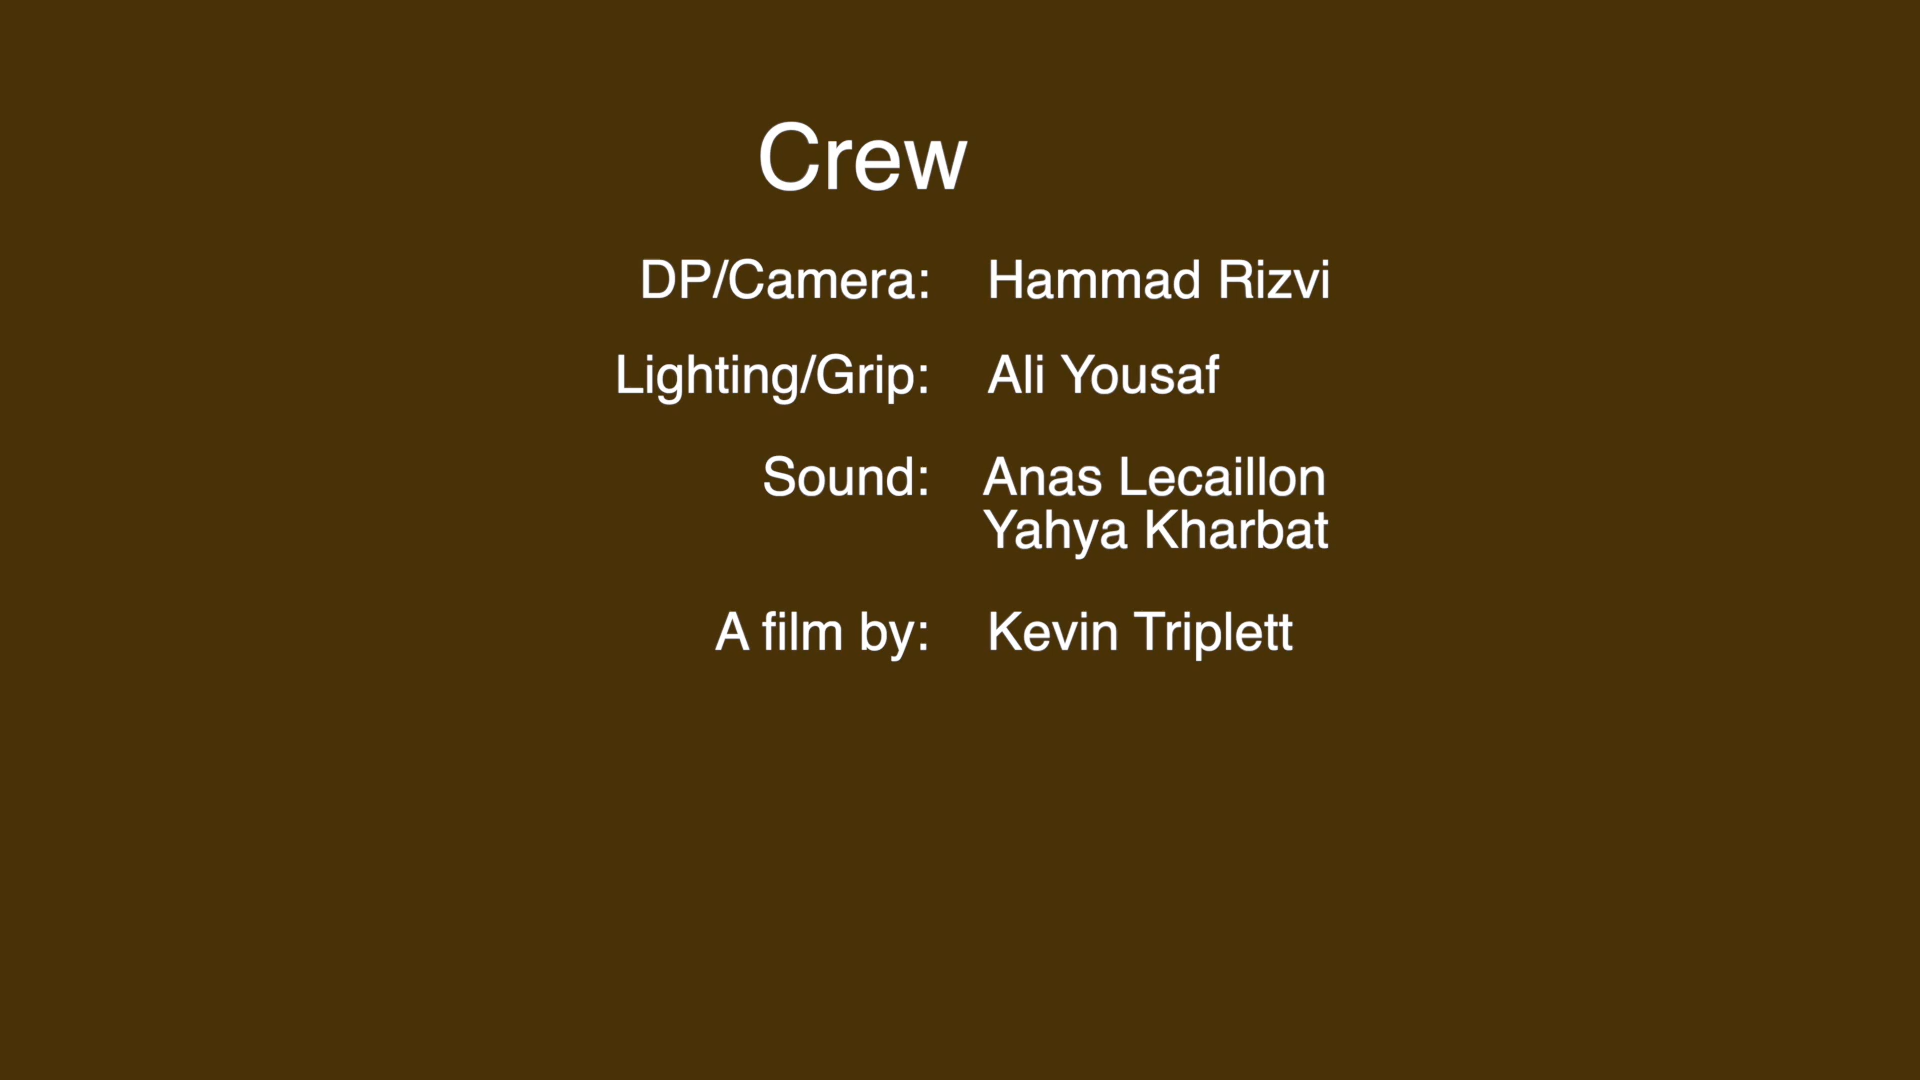 Crew
DP/Camera: Hammad Rizvi
Lighting/Grip: Ali Yousaf
Sound: Anas Lecaillon
Yahya Kharbat
A film by: Kevin Triplett